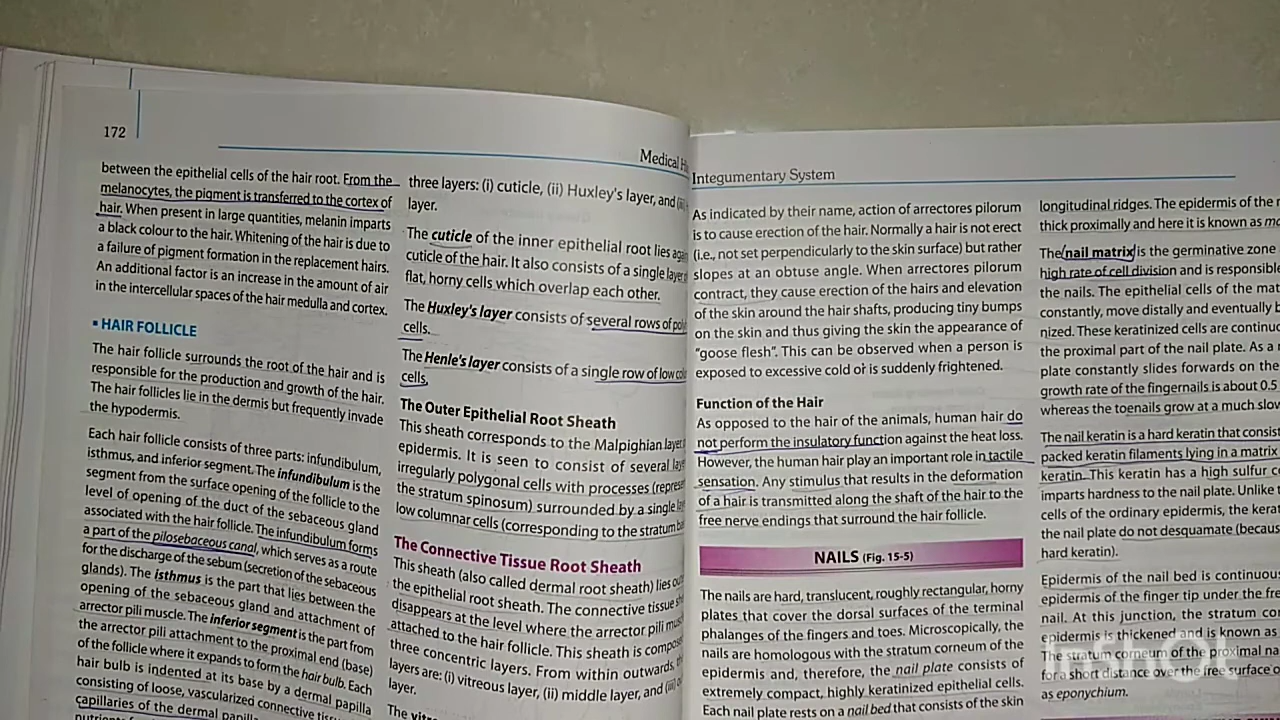 172
between the epithelial cells of the hair root. From the
melanocytes, the pigment is transferred to the cortex of
hair. When present in large quantities, melanin imparts
a black colour to the hair. Whitening of the hair is due to
a failure of pigment formation in the replacement hairs.
An additional factor is an increase in the amount of air
in the intercellular spaces of the hair medulla and cortex.
▪ HAIR FOLLICLE
The hair follicle surrounds the root of the hair and is
responsible for the production and growth of the hair.
The hair follicles lie in the dermis but frequently invade
the hypodermis.
Each hair follicle consists of three parts: infundibulum,
isthmus, and inferior segment. The infundibulum is the
segment from the surface opening of the follicle to the
level of opening of the duct of the sebaceous gland
associated with the hair follicle. The infundibulum forms
a part of the pilosebaceous canal, which serves as a route
for the discharge of the sebum (secretion of the sebaceous
glands). The isthmus is the part that lies between the
opening of the sebaceous gland and attachment of
arrector pili muscle. The inferior segment is the part from
the arrector pili attachment to the proximal end (base)
of the follicle where it expands to form the hair bulb. Each
hair bulb is indented at its base by a dermal papilla
consisting of loose, vascularized connective
capillaries of the dermal
Medical
three layers: (i) cuticle, (ii) Huxley's layer, and
layer.
The cuticle of the inner epithelial root lies
cuticle of the hair. It also consists of a single layer
flat, horny cells which overlap each other.
The Huxley's layer consists of several rows of
cells.
The Henle's layer consists of a single row of low
cells.
The Outer Epithelial Root Sheath
This sheath corresponds to the Malpighian layer
epidermis. It is seen to consist of several
irregularly polygonal cells with processes
the stratum spinosum) surrounded by a single
low columnar cells (corresponding to the stratum
The Connective Tissue Root Sheath
This sheath (also called dermal root sheath) lies
the epithelial root sheath. The connective tissue
disappears at the level where the arrector pili
attached to the hair follicle. This sheath is
three concentric layers. From within outwards,
layers are: (i) vitreous layer, (ii) middle layer, and
layer.
The
Integumentary System
As indicated by their name, action of arrectores pilorum
is to cause erection of the hair. Normally a hair is not erect
(i.e., not set perpendicularly to the skin surface) but rather
slopes at an obtuse angle. When arrectores pilorum
contract, they cause erection of the hairs and elevation
of the skin around the hair shafts, producing tiny bumps
on the skin and thus giving the skin the appearance of
"goose flesh". This can be observed when a person is
exposed to excessive cold or is suddenly frightened.
Function of the Hair
As opposed to the hair of the animals, human hair do
not perform the insulatory function against the heat loss.
However, the human hair play an important role in tactile
sensation. Any stimulus that results in the deformation
of a hair is transmitted along the shaft of the hair to the
free nerve endings that surround the hair follicle.
NAILS (Fig. 15-5)
The nails are hard, translucent, roughly rectangular, horny
plates that cover the dorsal surfaces of the terminal
phalanges of the fingers and toes. Microscopically, the
nails are homologous with the stratum corneum of the
epidermis and, therefore, the nail plate consists of
extremely compact, highly keratinized epithelial cells.
Each nail plate rests on a nail bed that consists of the skin
longitudinal ridges. The epidermis of the
thick proximally and here it is known as
The nail matrix is the germinative zone
high rate of cell division and is responsible
the nails. The epithelial cells of the
constantly, move distally and eventually
nized. These keratinized cells are
the proximal part of the nail plate. As a
plate constantly slides forwards on the
growth rate of the fingernails is about 0.5
whereas the toenails grow at a much
The nail keratin is a hard keratin that
packed keratin filaments lying in a matrix
keratin. This keratin has a high sulfur
imparts hardness to the nail plate. Unlike
cells of the ordinary epidermis, the
the nail plate do not desquamate
hard keratin).
Epidermis of the nail bed is
epidermis of the finger tip under the
nail. At this junction, the stratum
epidermis is thickened and is known as
The stratum corneum of the proximal
for a short distance over the free surface
as eponychium.